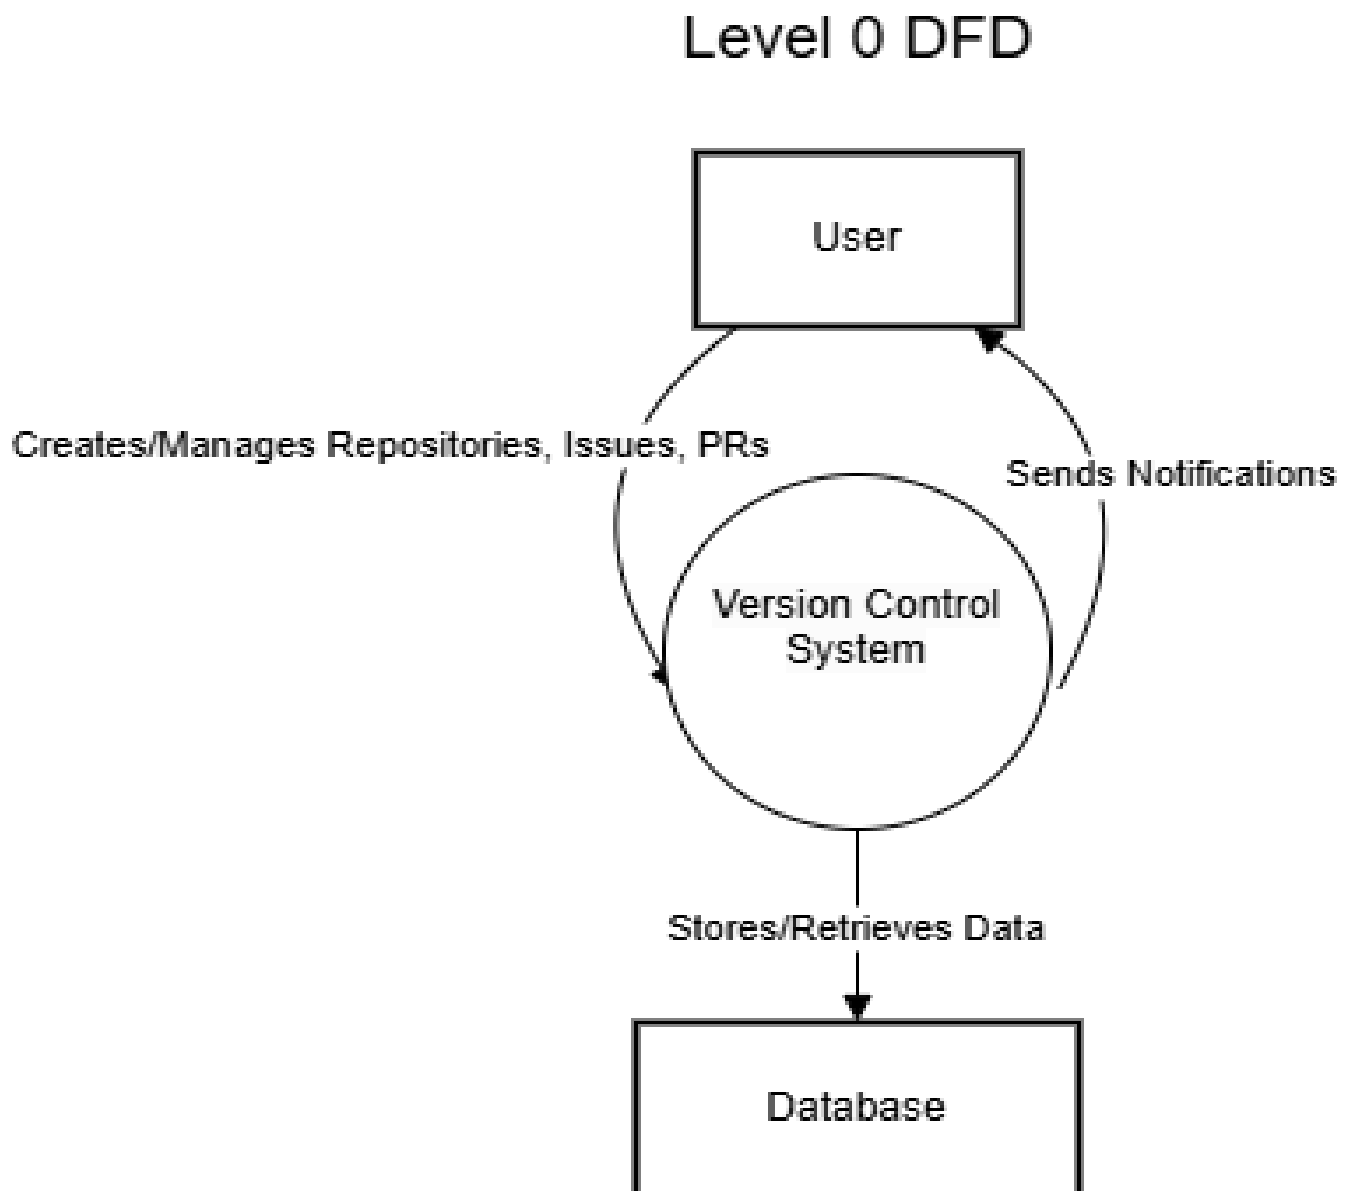 Level 0 DFD
User
Creates/Manages Repositories, Issues, PRs
Sends Notifications
Version Control
System
Stores/Retrieves Data
Database